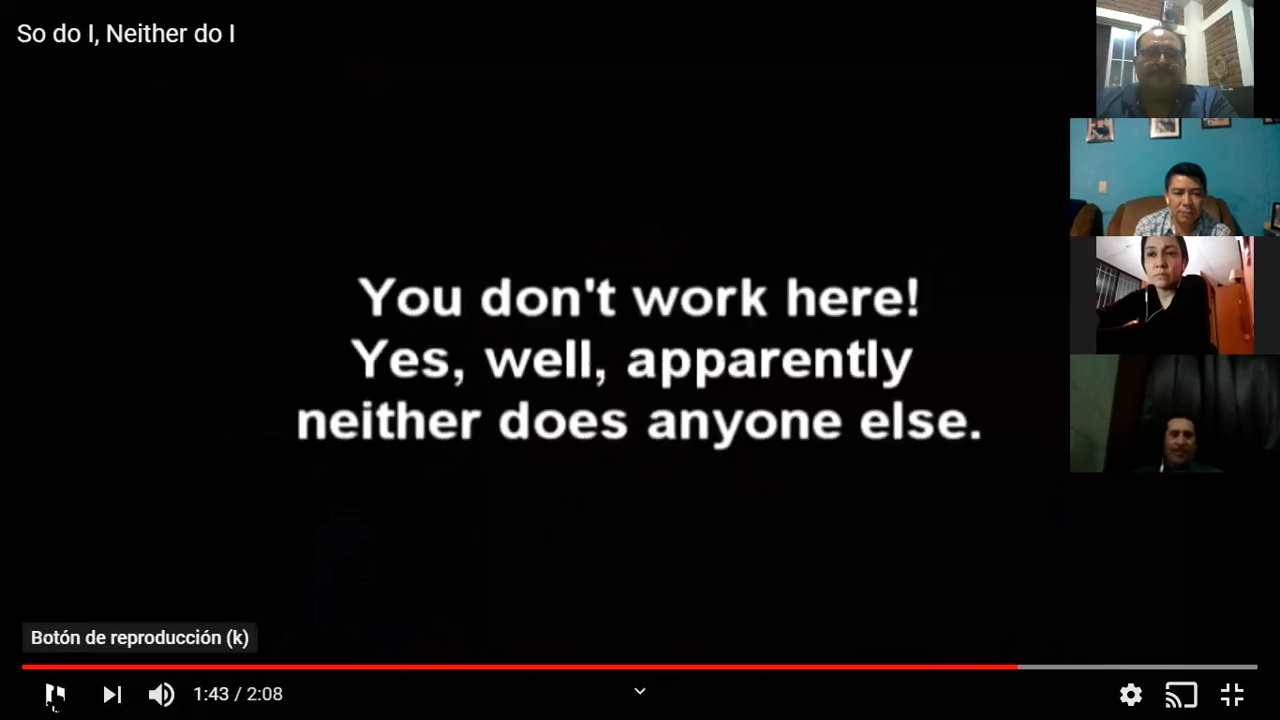 So do I, Neither do I
You don't work here!
Yes, well, apparently
neither does anyone else.
Botón de reproducción (k)
1:43 / 2:08